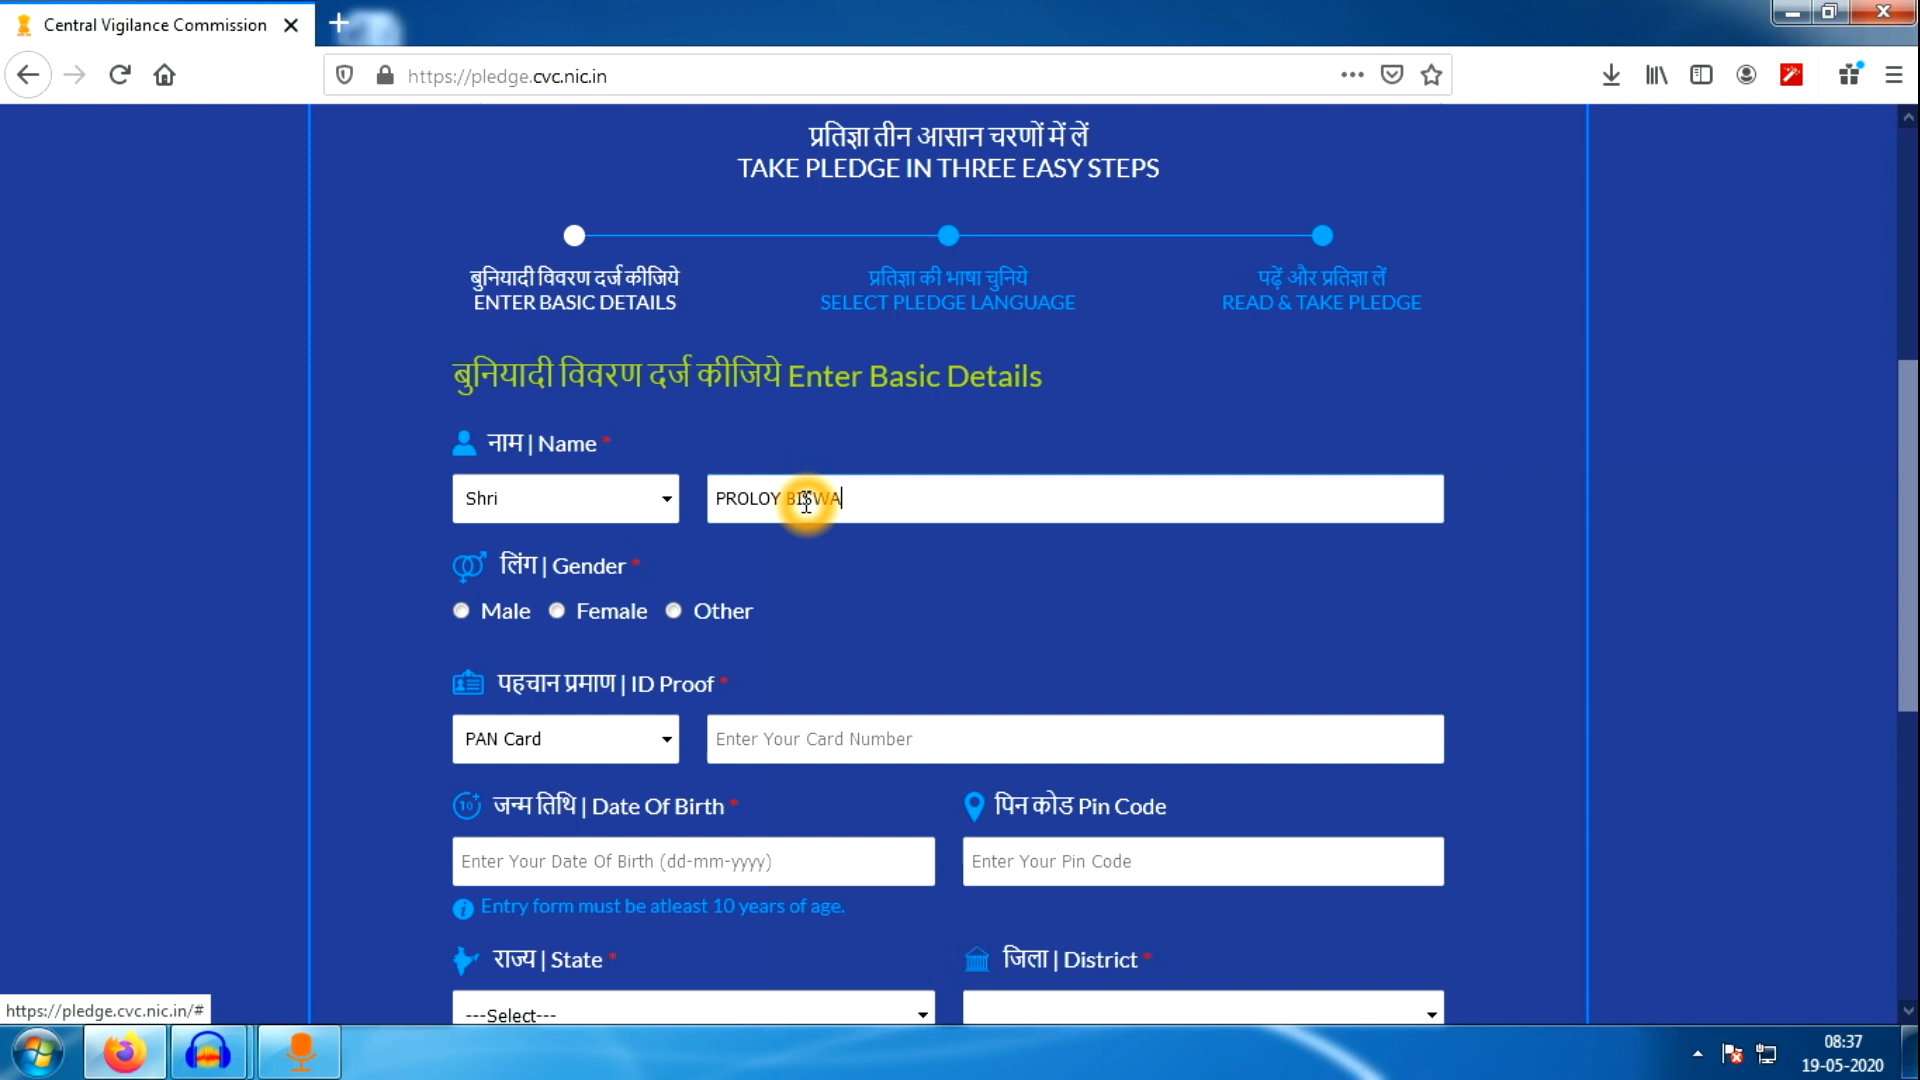 Central Vigilance Commission
https://pledge.cvc.nic.in
प्रतिज्ञा तीन आसान चरणों में लें
TAKE PLEDGE IN THREE EASY STEPS
बुनियादी विवरण दर्ज कीजिये
ENTER BASIC DETAILS
प्रतिज्ञा की भाषा चुनिये
SELECT PLEDGE LANGUAGE
पढ़ें और प्रतिज्ञा लें
READ & TAKE PLEDGE
बुनियादी विवरण दर्ज कीजिये Enter Basic Details
नाम | Name *
Shri
PROLOY BISWA
लिंग | Gender *
Male Female Other
पहचान प्रमाण | ID Proof *
PAN Card
Enter Your Card Number
जन्म तिथि | Date Of Birth *
पिन कोड Pin Code
Enter Your Date Of Birth (dd-mm-yyyy)
Enter Your Pin Code
Entry form must be atleast 10 years of age.
राज्य | State *
जिला | District *
---Select---
https://pledge.cvc.nic.in/#
08:37
19-05-2020